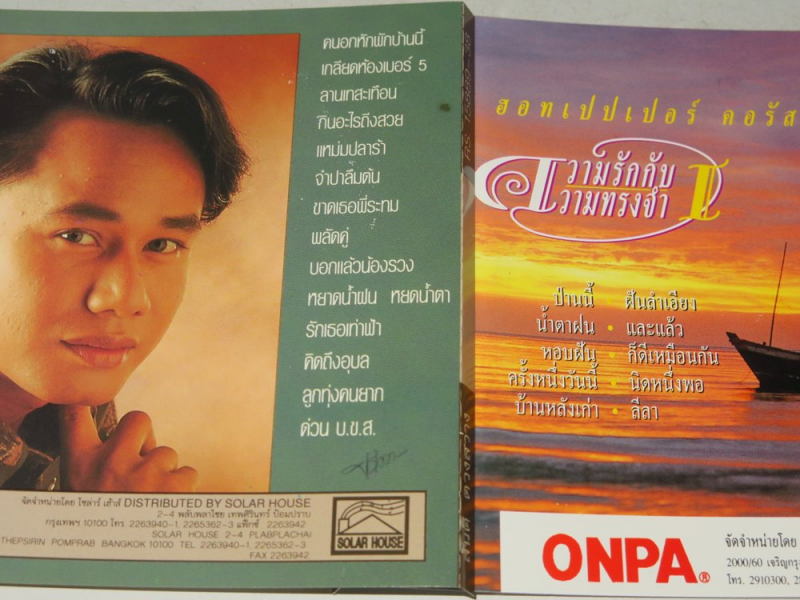 คนอกหักพักบ้านนี้
เกลียดห้องเบอร์ 5
ลานเทสะเทือน
กินอะไรถึงสวย
แหม่มปลาร้า
จำปาลืมต้น
ขาดเธอพี่ระทม
พลัดคู่
บอกแล้วน้องรวง
หยาดน้ำฝน หยดน้ำตา
รักเธอเท่าฟ้า
คิดถึงอุบล
ลูกทุ่งคนยาก
ด่วน บ.ข.ส.
จัดจำหน่ายโดย โซล่าร์ เฮ้าส์ DISTRIBUTED BY SOLAR HOUSE
2-4 พลับพลาไชย เทพศิรินทร์ ป้อมปราบ
กรุงเทพฯ 10100 โทร 2263940-1, 2265362-3 แฟ็กซ์ 2263942
SOLAR HOUSE 2-4 PLABPLACHAI
THEPSIRIN POMPRAB BANGKOK 10100 TEL 2263940-1, 2265362-3
FAX 2263942
SOLAR HOUSE
ฮอทเปปเปอร์ คอรัส
ความรักกับ
ความทรงจำ 1
ป่านนี้ • ฝันลำเอียง
น้ำตาฝน • และแล้ว
หอบฝัน • ก็ดีเหมือนกัน
ครั้งหนึ่งวันนี้ • นิดหนึ่งพอ
บ้านหลังเก่า • ลีลา
ONPA®
จัดจำหน่ายโดย
2000/60 เจริญกรุง
โทร. 2910300,